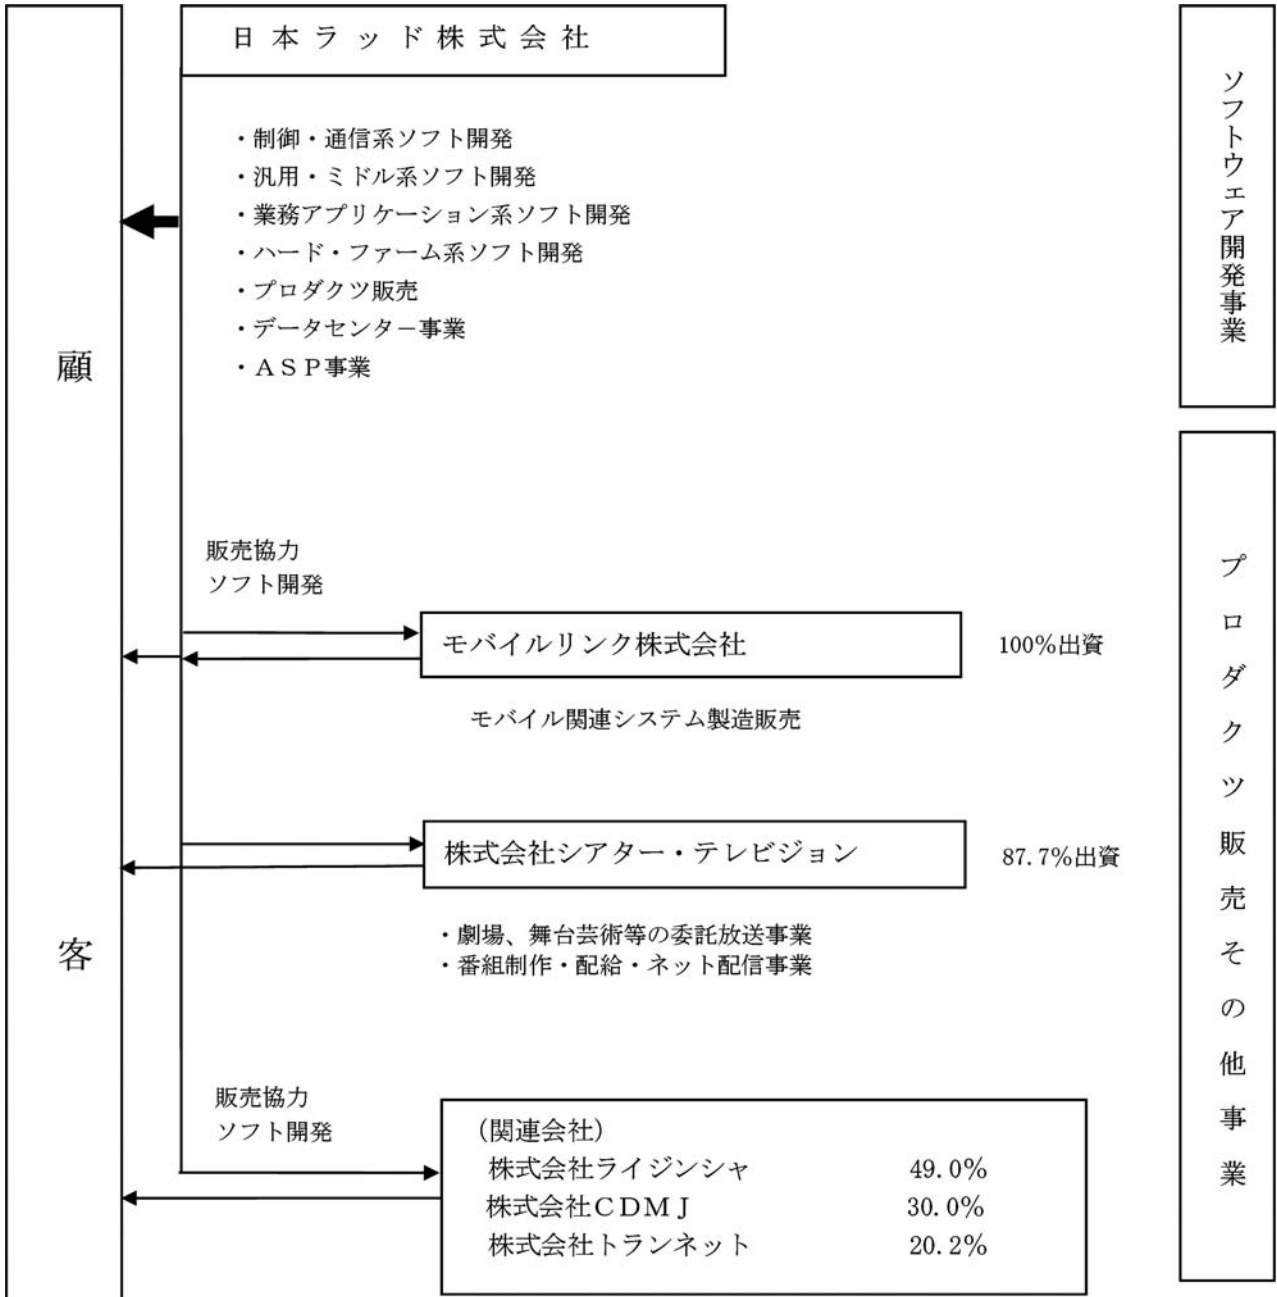 日本ラッド株式会社
・制御・通信系ソフト開発
・汎用・ミドル系ソフト開発
・業務アプリケーション系ソフト開発
・ハード・ファーム系ソフト開発
・プロダクツ販売
・データセンター事業
・ＡＳＰ事業
顧客
ソフトウェア開発事業
販売協力
ソフト開発
モバイルリンク株式会社
100%出資
モバイル関連システム製造販売
株式会社シアター・テレビジョン
87.7%出資
・劇場、舞台芸術等の委託放送事業
・番組制作・配給・ネット配信事業
販売協力
ソフト開発
（関連会社）
株式会社ライジンシャ 49.0%
株式会社ＣＤＭＪ 30.0%
株式会社トランネット 20.2%
プロダクツ販売その他事業